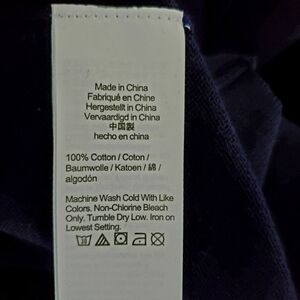 Made in China
Fabriqué en Chine
Hergestellt in China
Vervaardigd in China
中国製
hecho en china
100% Cotton / Coton /
Baumwolle / Katoen / 綿 /
algodón
Machine Wash Cold With Like
Colors. Non-Chlorine Bleach
Only. Tumble Dry Low. Iron on
Lowest Setting.